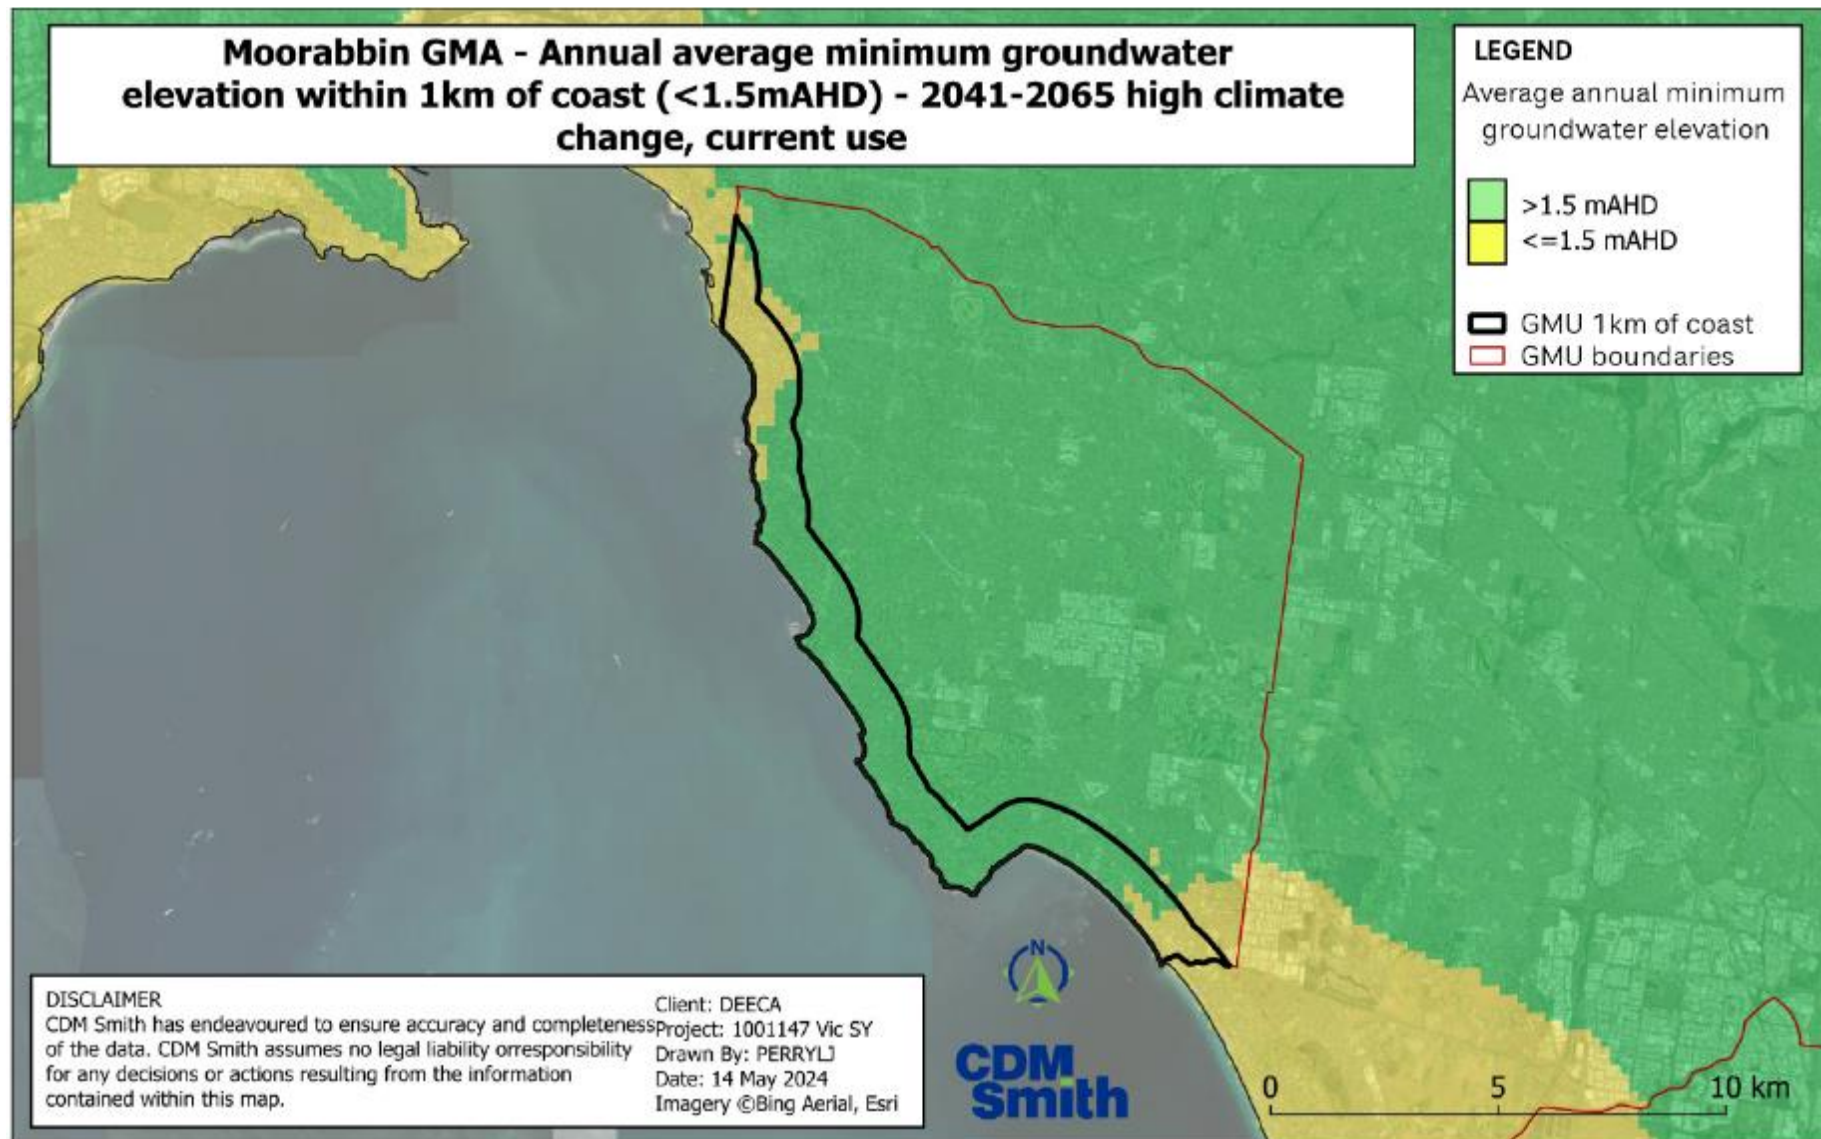 Moorabbin GMA - Annual average minimum groundwater
elevation within 1km of coast (<1.5mAHD) - 2041-2065 high climate
change, current use
LEGEND
Average annual minimum
groundwater elevation
>1.5 mAHD
<=1.5 mAHD
GMU 1km of coast
GMU boundaries
DISCLAIMER
CDM Smith has endeavoured to ensure accuracy and completeness
of the data. CDM Smith assumes no legal liability orresponsibility
for any decisions or actions resulting from the information
contained within this map.
Client: DEECA
Project: 1001147 Vic SY
Drawn By: PERRYLJ
Date: 14 May 2024
Imagery ©Bing Aerial, Esri
N
CDM
Smith
0 5 10 km